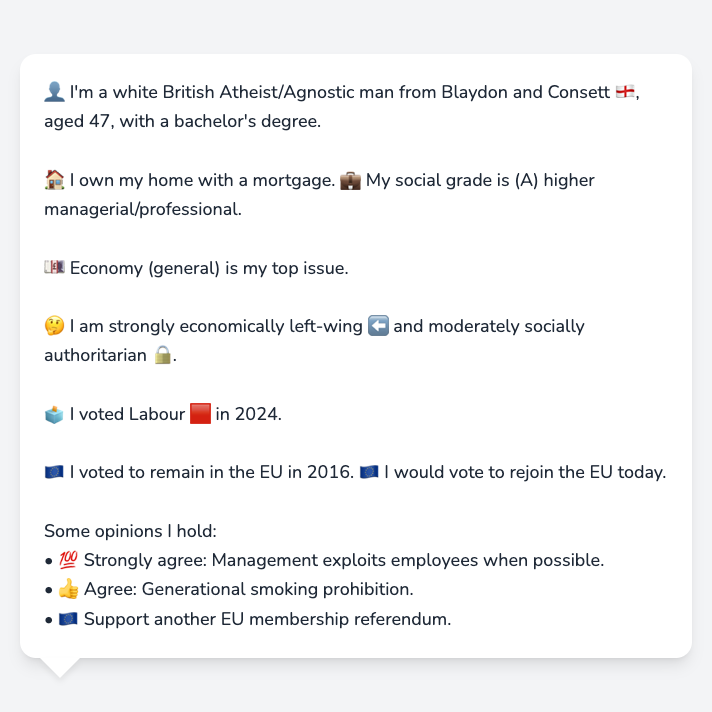 👤 I'm a white British Atheist/Agnostic man from Blaydon and Consett 🏴󠁧󠁢󠁥󠁮󠁧󠁿,
aged 47, with a bachelor's degree.
🏠 I own my home with a mortgage. 💼 My social grade is (A) higher
managerial/professional.
💷 Economy (general) is my top issue.
🤔 I am strongly economically left-wing ⬅️ and moderately socially
authoritarian 🔒.
🗳️ I voted Labour 🟥 in 2024.
🇪🇺 I voted to remain in the EU in 2016. 🇪🇺 I would vote to rejoin the EU today.
Some opinions I hold:
• 💯 Strongly agree: Management exploits employees when possible.
• 👍 Agree: Generational smoking prohibition.
• 🇪🇺 Support another EU membership referendum.